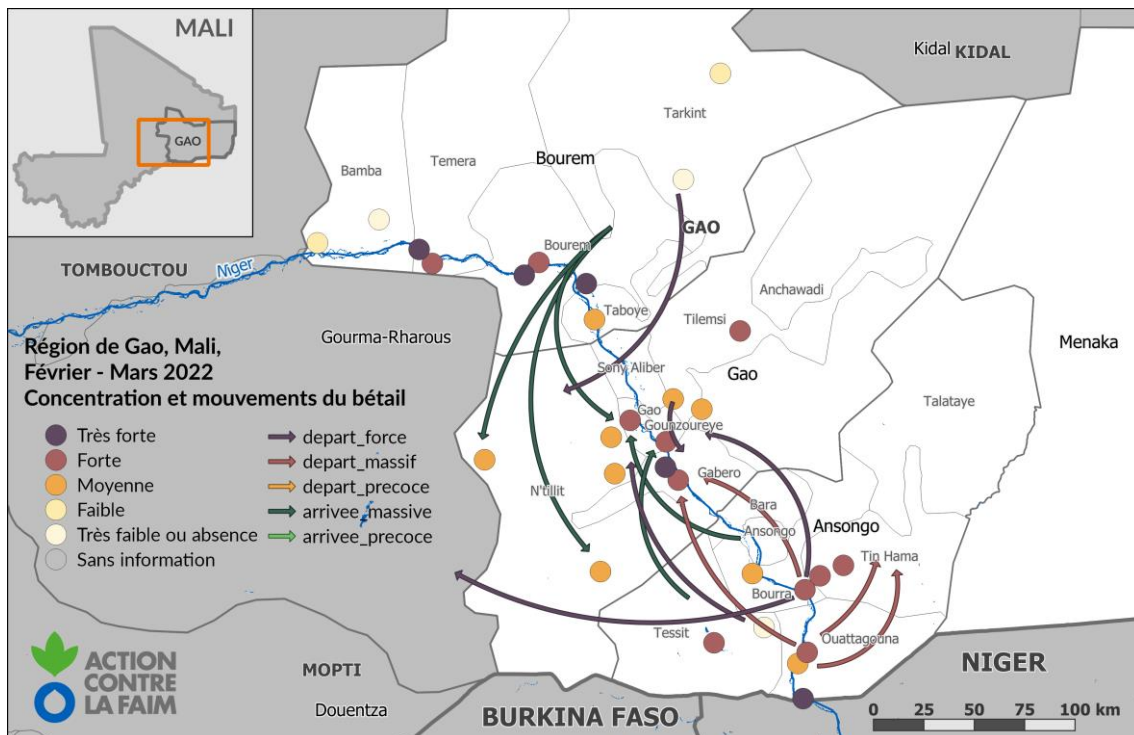 MALI
GAO
Kidal
KIDAL
Tarkint
Bourem
Temera
Bamba
GAO
Bourem
TOMBOUCTOU
Niger
Anchawadi
Taboye
Tilemsi
Gourma-Rharous
Menaka
Région de Gao, Mali,
Février - Mars 2022
Concentration et mouvements du bétail
Sony Aliber
Gao
Talataye
Gao
Gounzoureye
Très forte
depart_force
Forte
depart_massif
Moyenne
depart_precoce
Faible
arrivee_massive
Très faible ou absence
arrivee_precoce
Sans information
N'tillit
Gabero
Bara
Ansongo
Ansongo
Tin Hama
Bourra
Tessit
Ouattagouna
ACTION
CONTRE
LA FAIM
MOPTI
Douentza
NIGER
BURKINA FASO
0 25 50 75 100 km